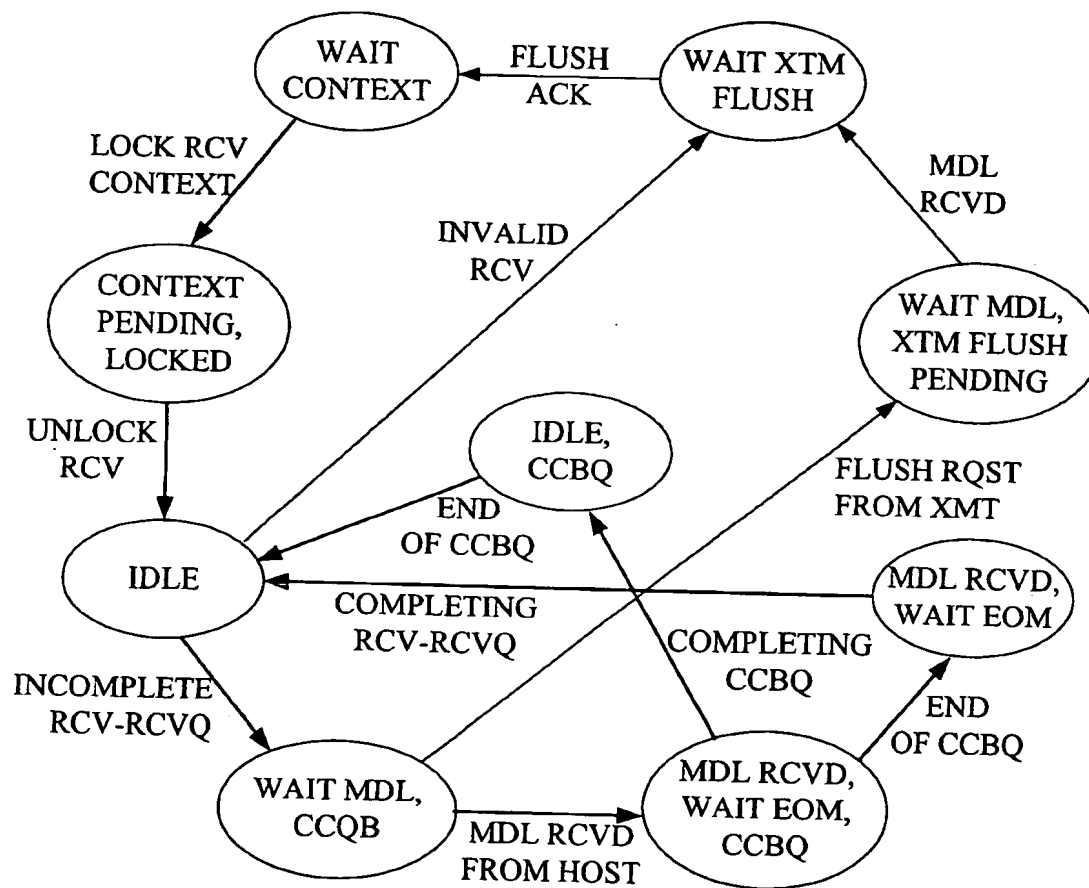 WAIT
CONTEXT
FLUSH
ACK
WAIT XTM
FLUSH
LOCK RCV
CONTEXT
MDL
RCVD
INVALID
RCV
CONTEXT
PENDING,
LOCKED
WAIT MDL,
XTM FLUSH
PENDING
UNLOCK
RCV
IDLE,
CCBQ
FLUSH RQST
FROM XMT
END
OF CCBQ
IDLE
MDL RCVD,
WAIT EOM
COMPLETING
RCV-RCVQ
COMPLETING
CCBQ
INCOMPLETE
RCV-RCVQ
END
OF CCBQ
WAIT MDL,
CCQB
MDL RCVD
FROM HOST
MDL RCVD,
WAIT EOM,
CCBQ